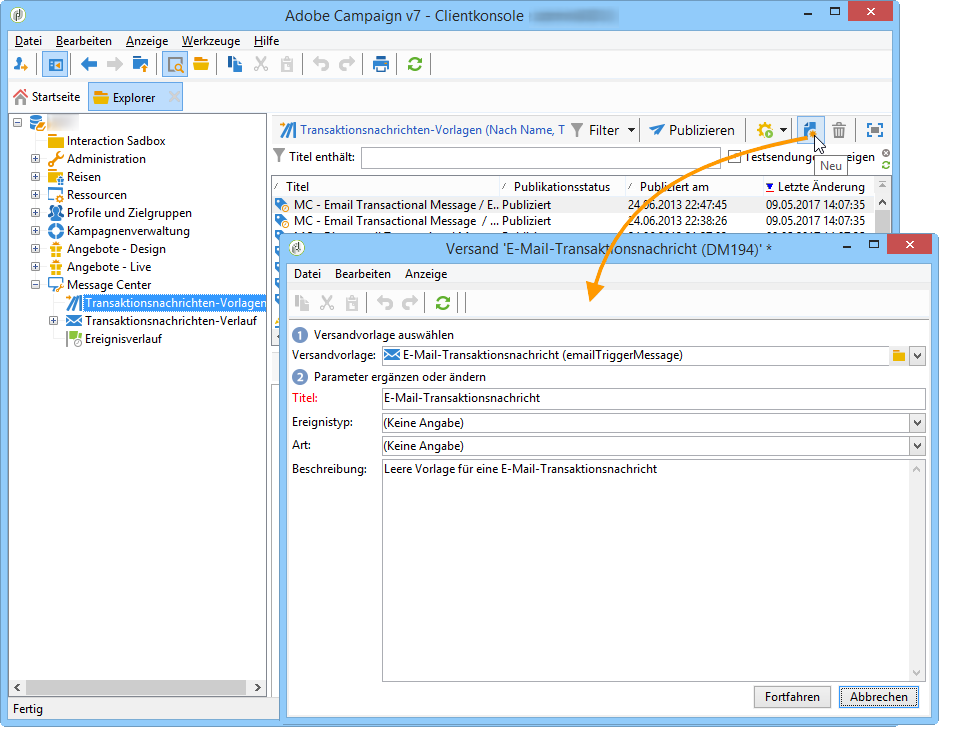 Adobe Campaign v7 - Clientkonsole
Datei Bearbeiten Anzeige Werkzeuge Hilfe
Startseite Explorer
Interaction Sadbox
Administration
Reisen
Ressourcen
Profile und Zielgruppen
Kampagnenverwaltung
Angebote - Design
Angebote - Live
Message Center
Transaktionsnachrichten-Vorlagen
Transaktionsnachrichten-Verlauf
Ereignisverlauf
Fertig
Transaktionsnachrichten-Vorlagen (Nach Name, T Filter Publizieren
Titel enthält: Testsendungen
Neu
Titel Publikationsstatus Publiziert am Letzte Änderung
MC - Email Transactional Message / E.. Publiziert 24.06.2013 22:47:45 09.05.2017 14:07:35
MC - Email Transactional Message / ... Publiziert 24.06.2013 22:38:26 09.05.2017 14:07:35
Versand 'E-Mail-Transaktionsnachricht (DM194)' *
Datei Bearbeiten Anzeige
1 Versandvorlage auswählen
Versandvorlage: E-Mail-Transaktionsnachricht (emailTriggerMessage)
2 Parameter ergänzen oder ändern
Titel: E-Mail-Transaktionsnachricht
Ereignistyp: (Keine Angabe)
Art: (Keine Angabe)
Beschreibung: Leere Vorlage für eine E-Mail-Transaktionsnachricht
Fortfahren Abbrechen